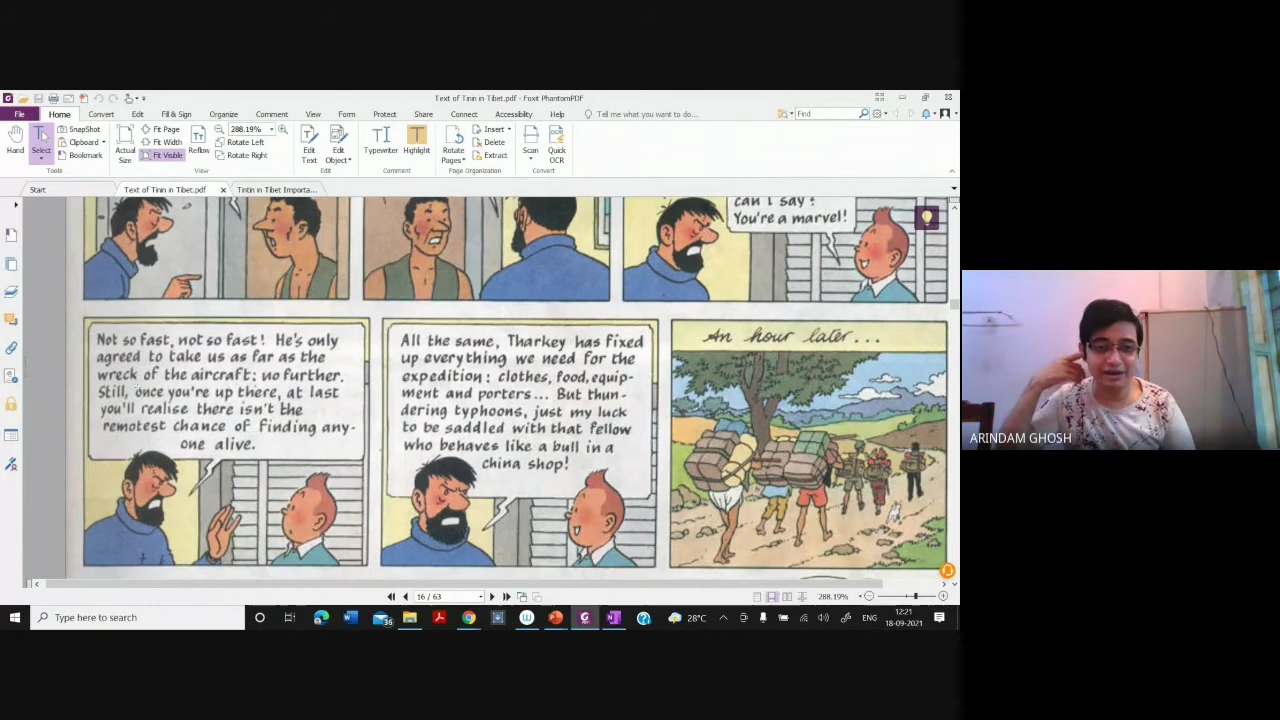 Text of Tinin in Tibet.pdf - Foxit PhantomPDF
File Home Convert Edit Fill & Sign Organize Comment View Form Protect Share Connect Accessibility Help Tell me what you want to do... Find
Hand
Select
SnapShot
Clipboard
Bookmark
Tools
Actual Size
Fit Page
Fit Width
Fit Visible
Reflow
288.19%
Rotate Left
Rotate Right
View
Edit Text
Edit Object
Edit
Typewriter
Highlight
Comment
Rotate Pages
Insert
Delete
Extract
Page Organization
Scan
Quick OCR
Convert
Start Text of Tinin in Tibet.pdf Tintin in Tibet Importa...
can I say?
You're a marvel!
Not so fast, not so fast! He's only
agreed to take us as far as the
wreck of the aircraft: no further.
Still, once you're up there, at last
you'll realise there isn't the
remotest chance of finding any-
one alive.
All the same, Tharkey has fixed
up everything we need for the
expedition: clothes, food, equip-
ment and porters... But thun-
dering typhoons, just my luck
to be saddled with that fellow
who behaves like a bull in a
china shop!
An hour later...
ARINDAM GHOSH
16 / 63
288.19%
Type here to search
36
28°C
ENG
12:21
18-09-2021